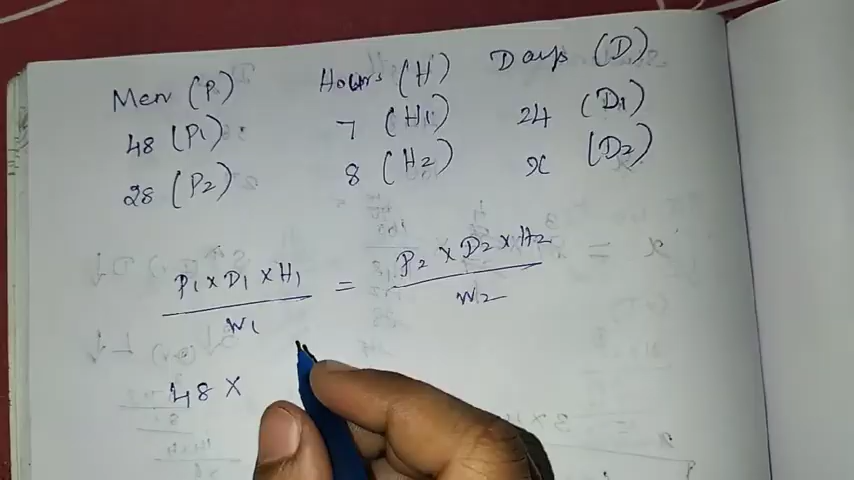 Men (P) Hours (H) Days (D)
48 (P1) 7 (H1) 24 (D1)
28 (P2) 8 (H2) x (D2)
P1 × D1 × H1 / W1 = P2 × D2 × H2 / W2
48 ×